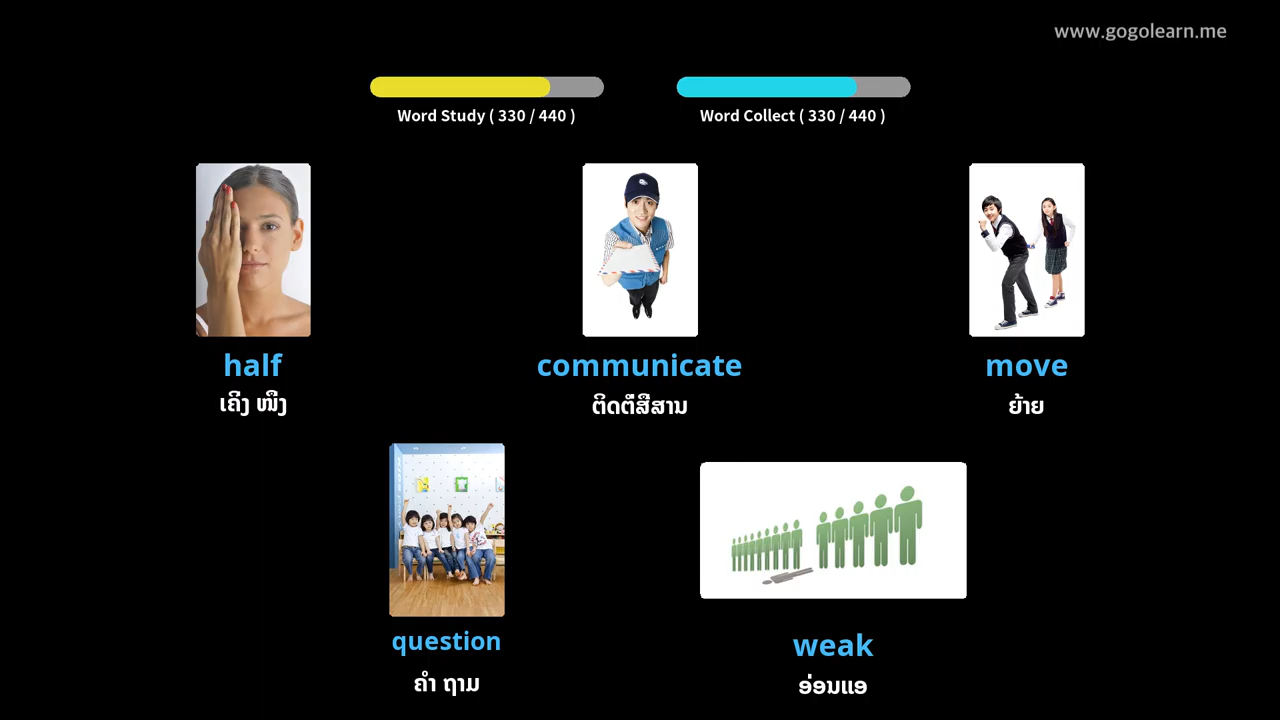 www.gogolearn.me
Word Study ( 330 / 440 )
Word Collect ( 330 / 440 )
half
ເຄິ່ງ ໜຶ່ງ
communicate
ຕິດຕໍ່ສື່ສານ
move
ຍ້າຍ
question
ຄຳ ຖາມ
weak
ອ່ອນແອ